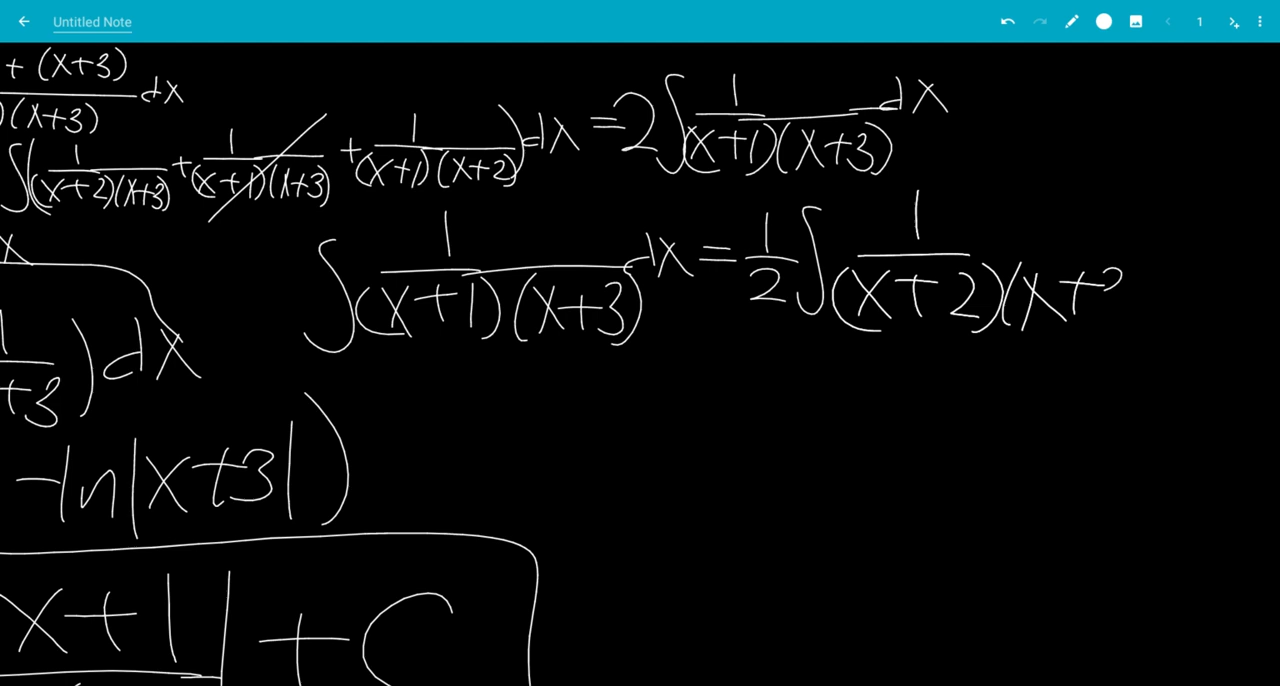 Untitled Note
1
+ (x+3)
)(x+3) dx
∫(1/((x+2)(x+3)) + 1/((x+1)(x+3)) + 1/((x+1)(x+2)))dx = 2∫ 1/((x+1)(x+3)) dx
x
∫ 1/((x+1)(x+3)) dx = 1/2 ∫ 1/((x+2)(x+
1/+3) dx
-ln|x+3|)
x+1| + C